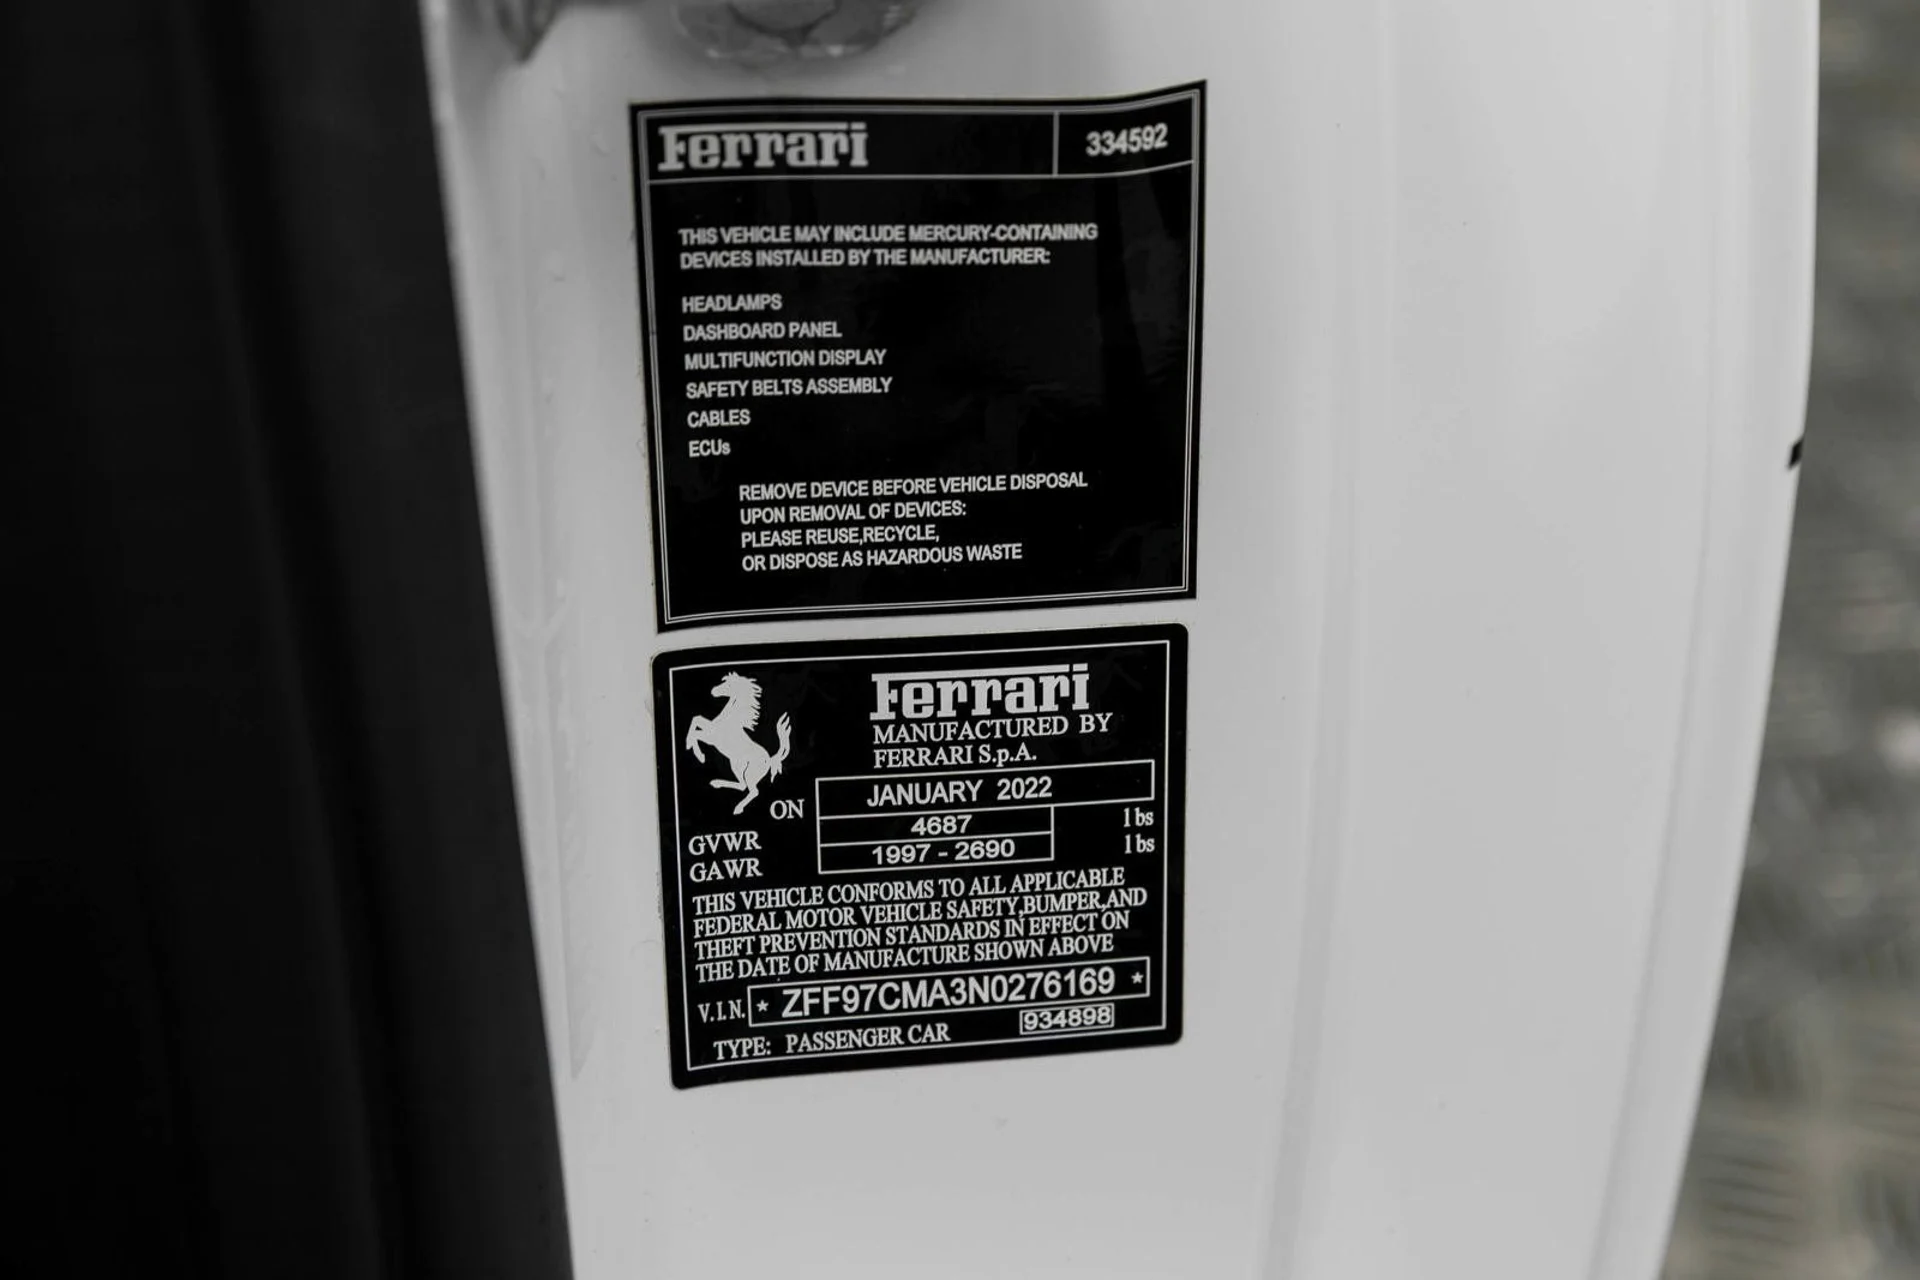 Ferrari 334592
THIS VEHICLE MAY INCLUDE MERCURY-CONTAINING
DEVICES INSTALLED BY THE MANUFACTURER:
HEADLAMPS
DASHBOARD PANEL
MULTIFUNCTION DISPLAY
SAFETY BELTS ASSEMBLY
CABLES
ECUs
REMOVE DEVICE BEFORE VEHICLE DISPOSAL
UPON REMOVAL OF DEVICES:
PLEASE REUSE,RECYCLE,
OR DISPOSE AS HAZARDOUS WASTE
Ferrari
MANUFACTURED BY
FERRARI S.p.A.
ON JANUARY 2022
GVWR 4687 lbs
GAWR 1997 - 2690 lbs
THIS VEHICLE CONFORMS TO ALL APPLICABLE
FEDERAL MOTOR VEHICLE SAFETY,BUMPER,AND
THEFT PREVENTION STANDARDS IN EFFECT ON
THE DATE OF MANUFACTURE SHOWN ABOVE
V.I.N. * ZFF97CMA3N0276169 *
TYPE: PASSENGER CAR 934898